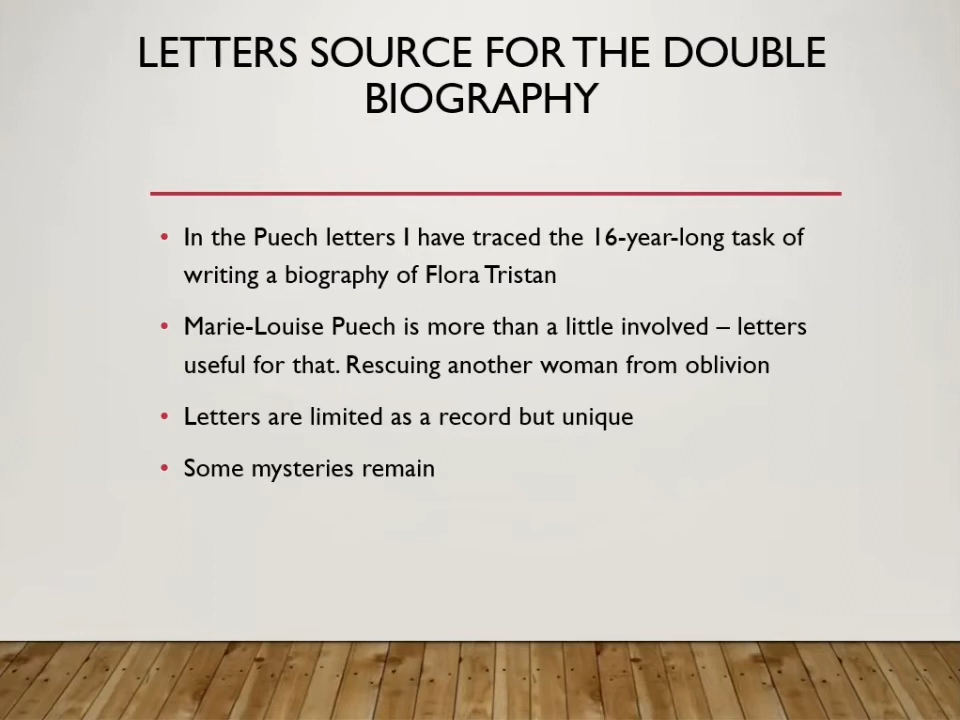 LETTERS SOURCE FOR THE DOUBLE
BIOGRAPHY
• In the Puech letters I have traced the 16-year-long task of
writing a biography of Flora Tristan
• Marie-Louise Puech is more than a little involved – letters
useful for that. Rescuing another woman from oblivion
• Letters are limited as a record but unique
• Some mysteries remain